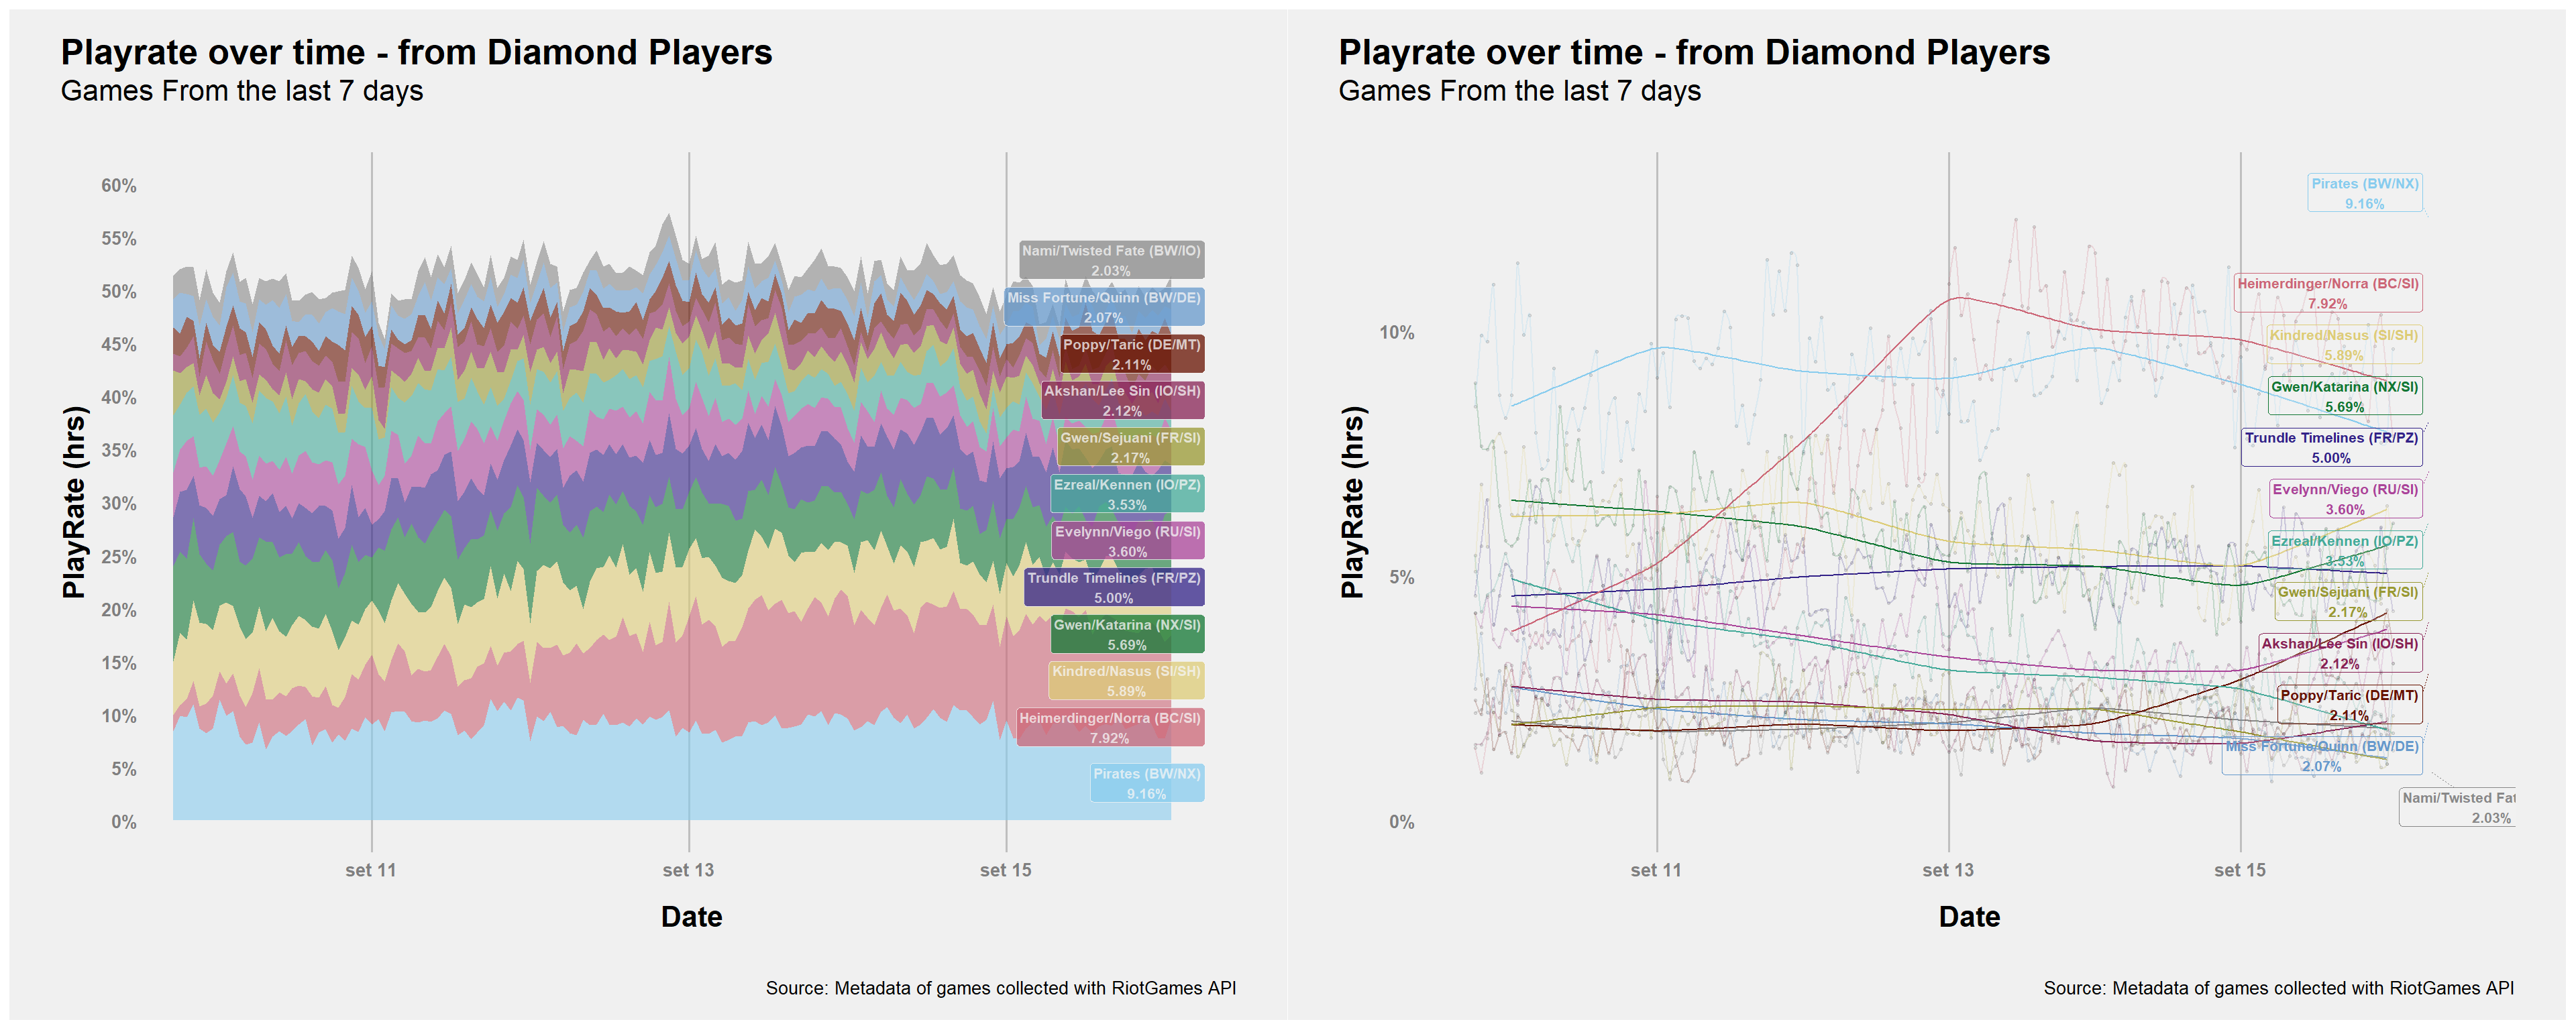 Playrate over time - from Diamond Players
Games From the last 7 days
PlayRate (hrs)
60%
55%
50%
45%
40%
35%
30%
25%
20%
15%
10%
5%
0%
Nami/Twisted Fate (BW/IO)
2.03%
Miss Fortune/Quinn (BW/DE)
2.07%
Poppy/Taric (DE/MT)
2.11%
Akshan/Lee Sin (IO/SH)
2.12%
Gwen/Sejuani (FR/SI)
2.17%
Ezreal/Kennen (IO/PZ)
3.53%
Evelynn/Viego (RU/SI)
3.60%
Trundle Timelines (FR/PZ)
5.00%
Gwen/Katarina (NX/SI)
5.69%
Kindred/Nasus (SI/SH)
5.89%
Heimerdinger/Norra (BC/SI)
7.92%
Pirates (BW/NX)
9.16%
set 11
set 13
set 15
Date
Source: Metadata of games collected with RiotGames API
Playrate over time - from Diamond Players
Games From the last 7 days
PlayRate (hrs)
10%
5%
0%
Pirates (BW/NX)
9.16%
Heimerdinger/Norra (BC/SI)
7.92%
Kindred/Nasus (SI/SH)
5.89%
Gwen/Katarina (NX/SI)
5.69%
Trundle Timelines (FR/PZ)
5.00%
Evelynn/Viego (RU/SI)
3.60%
Ezreal/Kennen (IO/PZ)
3.53%
Gwen/Sejuani (FR/SI)
2.17%
Akshan/Lee Sin (IO/SH)
2.12%
Poppy/Taric (DE/MT)
2.11%
Miss Fortune/Quinn (BW/DE)
2.07%
Nami/Twisted Fat
2.03%
set 11
set 13
set 15
Date
Source: Metadata of games collected with RiotGames API